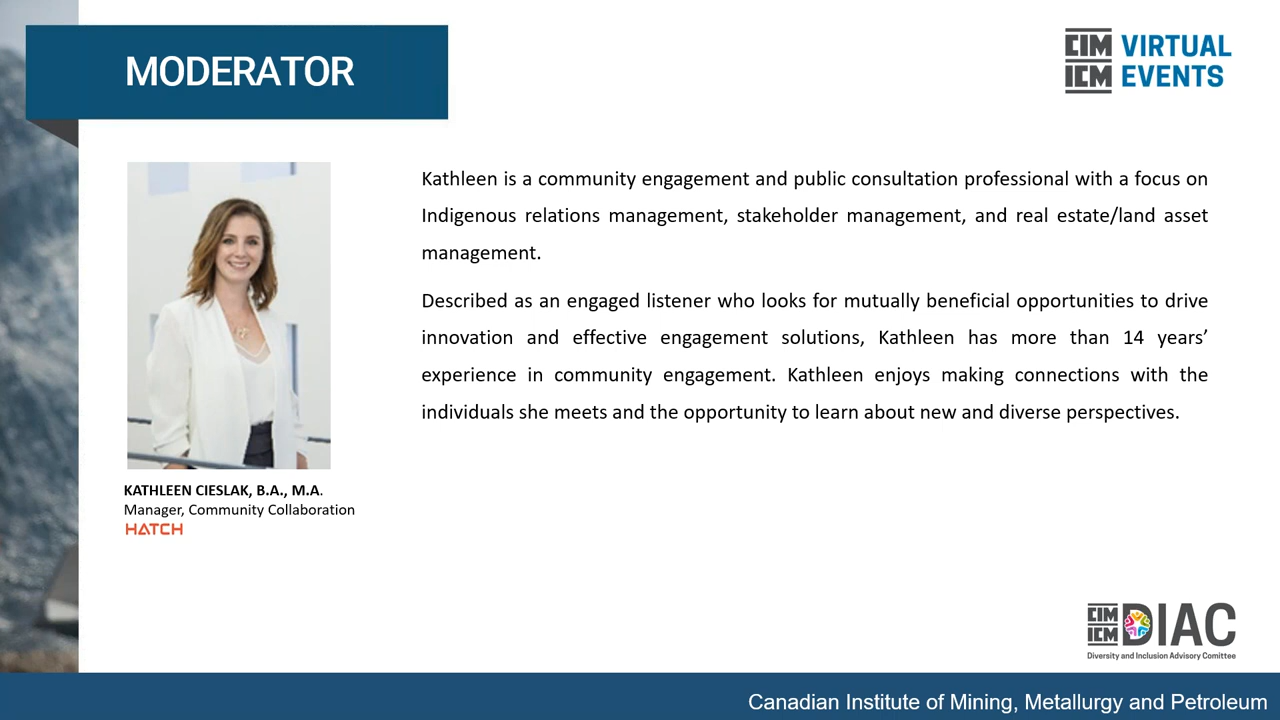 MODERATOR
CIM VIRTUAL
ICM EVENTS
Kathleen is a community engagement and public consultation professional with a focus on
Indigenous relations management, stakeholder management, and real estate/land asset
management.
Described as an engaged listener who looks for mutually beneficial opportunities to drive
innovation and effective engagement solutions, Kathleen has more than 14 years’
experience in community engagement. Kathleen enjoys making connections with the
individuals she meets and the opportunity to learn about new and diverse perspectives.
KATHLEEN CIESLAK, B.A., M.A.
Manager, Community Collaboration
HATCH
CIM
ICM DIAC
Diversity and Inclusion Advisory Comittee
Canadian Institute of Mining, Metallurgy and Petroleum